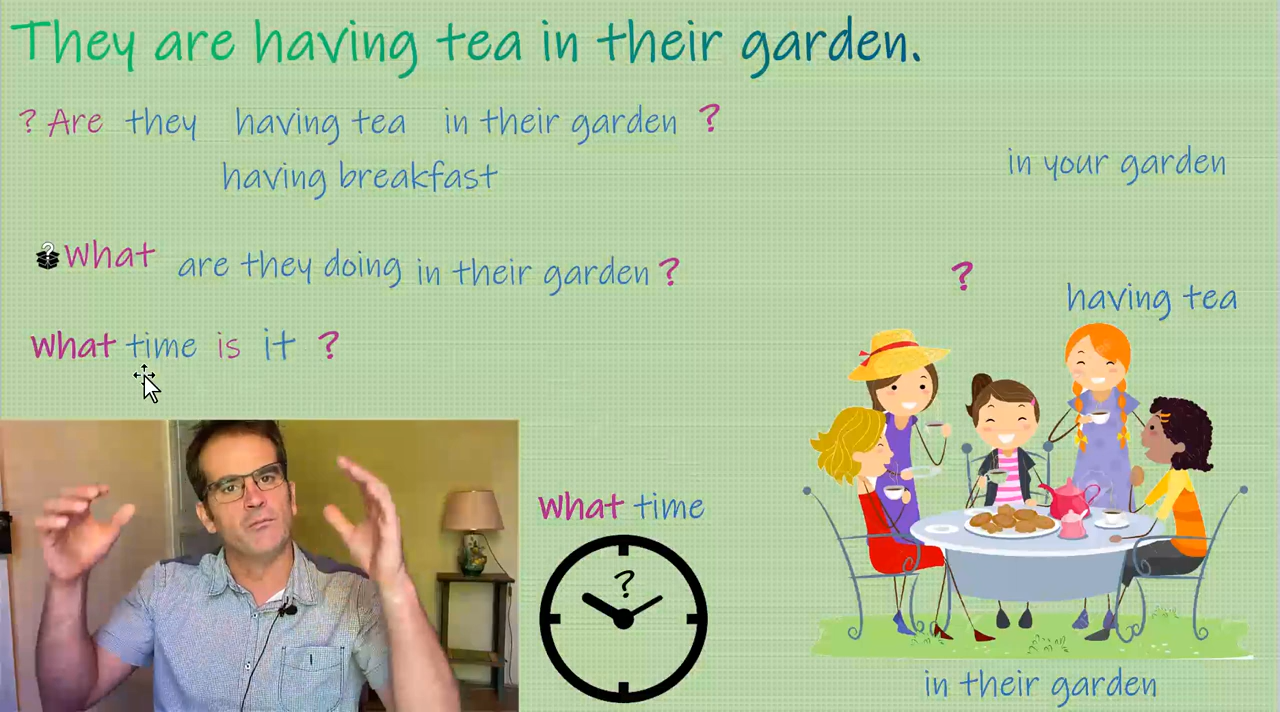 They are having tea in their garden.
? Are they having tea in their garden ?
having breakfast
in your garden
? What are they doing in their garden ?
?
having tea
What time is it ?
What time
?
in their garden